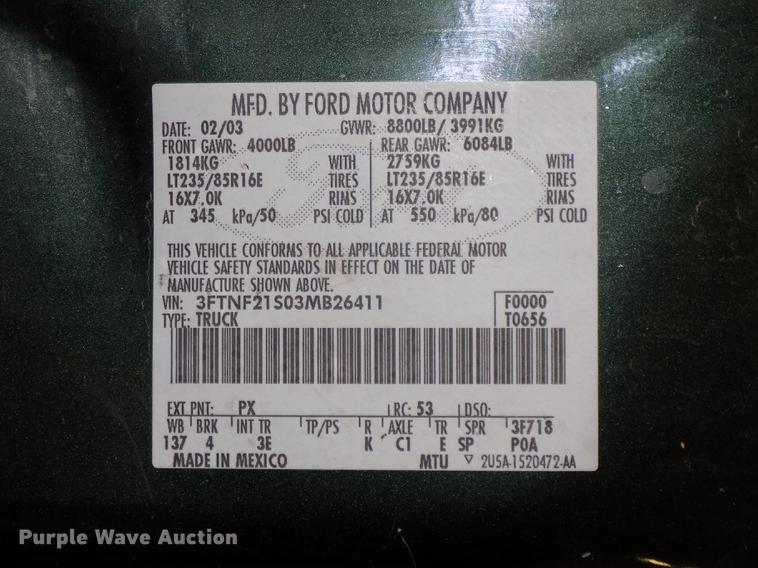 MFD. BY FORD MOTOR COMPANY
DATE: 02/03 GVWR: 8800LB/ 3991KG
FRONT GAWR: 4000LB REAR GAWR: 6084LB
1814KG WITH 2759KG WITH
LT235/85R16E TIRES LT235/85R16E TIRES
16X7.0K RIMS 16X7.0K RIMS
AT 345 kPa/50 PSI COLD AT 550 kPa/80 PSI COLD
THIS VEHICLE CONFORMS TO ALL APPLICABLE FEDERAL MOTOR
VEHICLE SAFETY STANDARDS IN EFFECT ON THE DATE OF
MANUFACTURE SHOWN ABOVE.
VIN: 3FTNF21S03MB26411 F0000
TYPE: TRUCK T0656
EXT PNT: PX RC: 53 DSO:
WB BRK INT TR TP/PS R AXLE TR SPR 3F718
137 4 3E K C1 E SP P0A
MADE IN MEXICO MTU ▽ 2U5A-1520472-AA
Purple Wave Auction